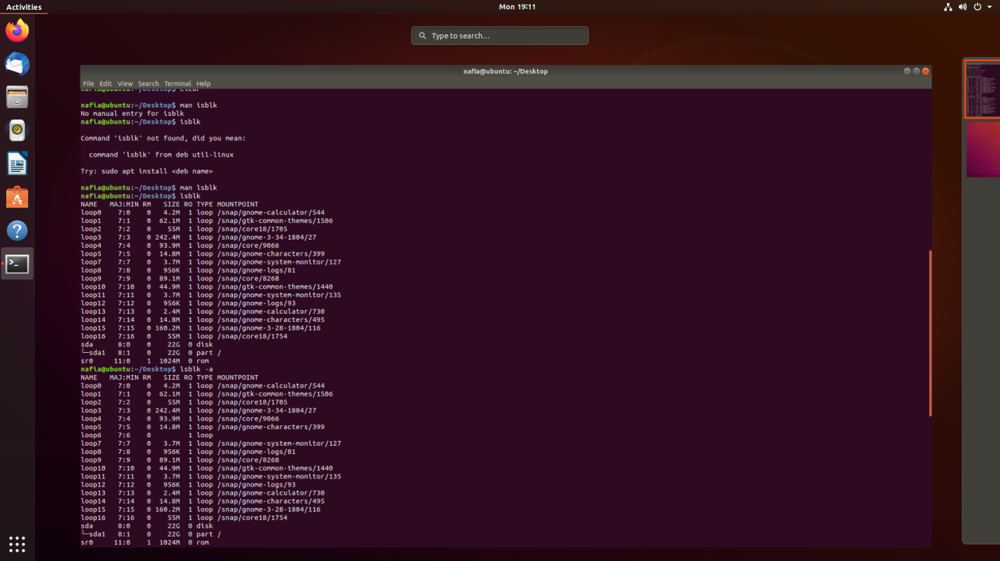 Activities
Mon 19:11
Type to search...
nafia@ubuntu: ~/Desktop
File Edit View Search Terminal Help
nafia@ubuntu:~/Desktop$ clear
nafia@ubuntu:~/Desktop$ man isblk
No manual entry for isblk
nafia@ubuntu:~/Desktop$ isblk
Command 'isblk' not found, did you mean:
command 'lsblk' from deb util-linux
Try: sudo apt install <deb name>
nafia@ubuntu:~/Desktop$ man lsblk
nafia@ubuntu:~/Desktop$ lsblk
NAME MAJ:MIN RM SIZE RO TYPE MOUNTPOINT
loop0 7:0 0 4.2M 1 loop /snap/gnome-calculator/544
loop1 7:1 0 62.1M 1 loop /snap/gtk-common-themes/1506
loop2 7:2 0 55M 1 loop /snap/core18/1705
loop3 7:3 0 242.4M 1 loop /snap/gnome-3-34-1804/27
loop4 7:4 0 93.9M 1 loop /snap/core/9066
loop5 7:5 0 14.8M 1 loop /snap/gnome-characters/399
loop7 7:7 0 3.7M 1 loop /snap/gnome-system-monitor/127
loop8 7:8 0 956K 1 loop /snap/gnome-logs/81
loop9 7:9 0 89.1M 1 loop /snap/core/8268
loop10 7:10 0 44.9M 1 loop /snap/gtk-common-themes/1440
loop11 7:11 0 3.7M 1 loop /snap/gnome-system-monitor/135
loop12 7:12 0 956K 1 loop /snap/gnome-logs/93
loop13 7:13 0 2.4M 1 loop /snap/gnome-calculator/730
loop14 7:14 0 14.8M 1 loop /snap/gnome-characters/495
loop15 7:15 0 160.2M 1 loop /snap/gnome-3-28-1804/116
loop16 7:16 0 55M 1 loop /snap/core18/1754
sda 8:0 0 22G 0 disk
└─sda1 8:1 0 22G 0 part /
sr0 11:0 1 1024M 0 rom
nafia@ubuntu:~/Desktop$ lsblk -a
NAME MAJ:MIN RM SIZE RO TYPE MOUNTPOINT
loop0 7:0 0 4.2M 1 loop /snap/gnome-calculator/544
loop1 7:1 0 62.1M 1 loop /snap/gtk-common-themes/1506
loop2 7:2 0 55M 1 loop /snap/core18/1705
loop3 7:3 0 242.4M 1 loop /snap/gnome-3-34-1804/27
loop4 7:4 0 93.9M 1 loop /snap/core/9066
loop5 7:5 0 14.8M 1 loop /snap/gnome-characters/399
loop6 7:6 0 1 loop
loop7 7:7 0 3.7M 1 loop /snap/gnome-system-monitor/127
loop8 7:8 0 956K 1 loop /snap/gnome-logs/81
loop9 7:9 0 89.1M 1 loop /snap/core/8268
loop10 7:10 0 44.9M 1 loop /snap/gtk-common-themes/1440
loop11 7:11 0 3.7M 1 loop /snap/gnome-system-monitor/135
loop12 7:12 0 956K 1 loop /snap/gnome-logs/93
loop13 7:13 0 2.4M 1 loop /snap/gnome-calculator/730
loop14 7:14 0 14.8M 1 loop /snap/gnome-characters/495
loop15 7:15 0 160.2M 1 loop /snap/gnome-3-28-1804/116
loop16 7:16 0 55M 1 loop /snap/core18/1754
sda 8:0 0 22G 0 disk
└─sda1 8:1 0 22G 0 part /
sr0 11:0 1 1024M 0 rom